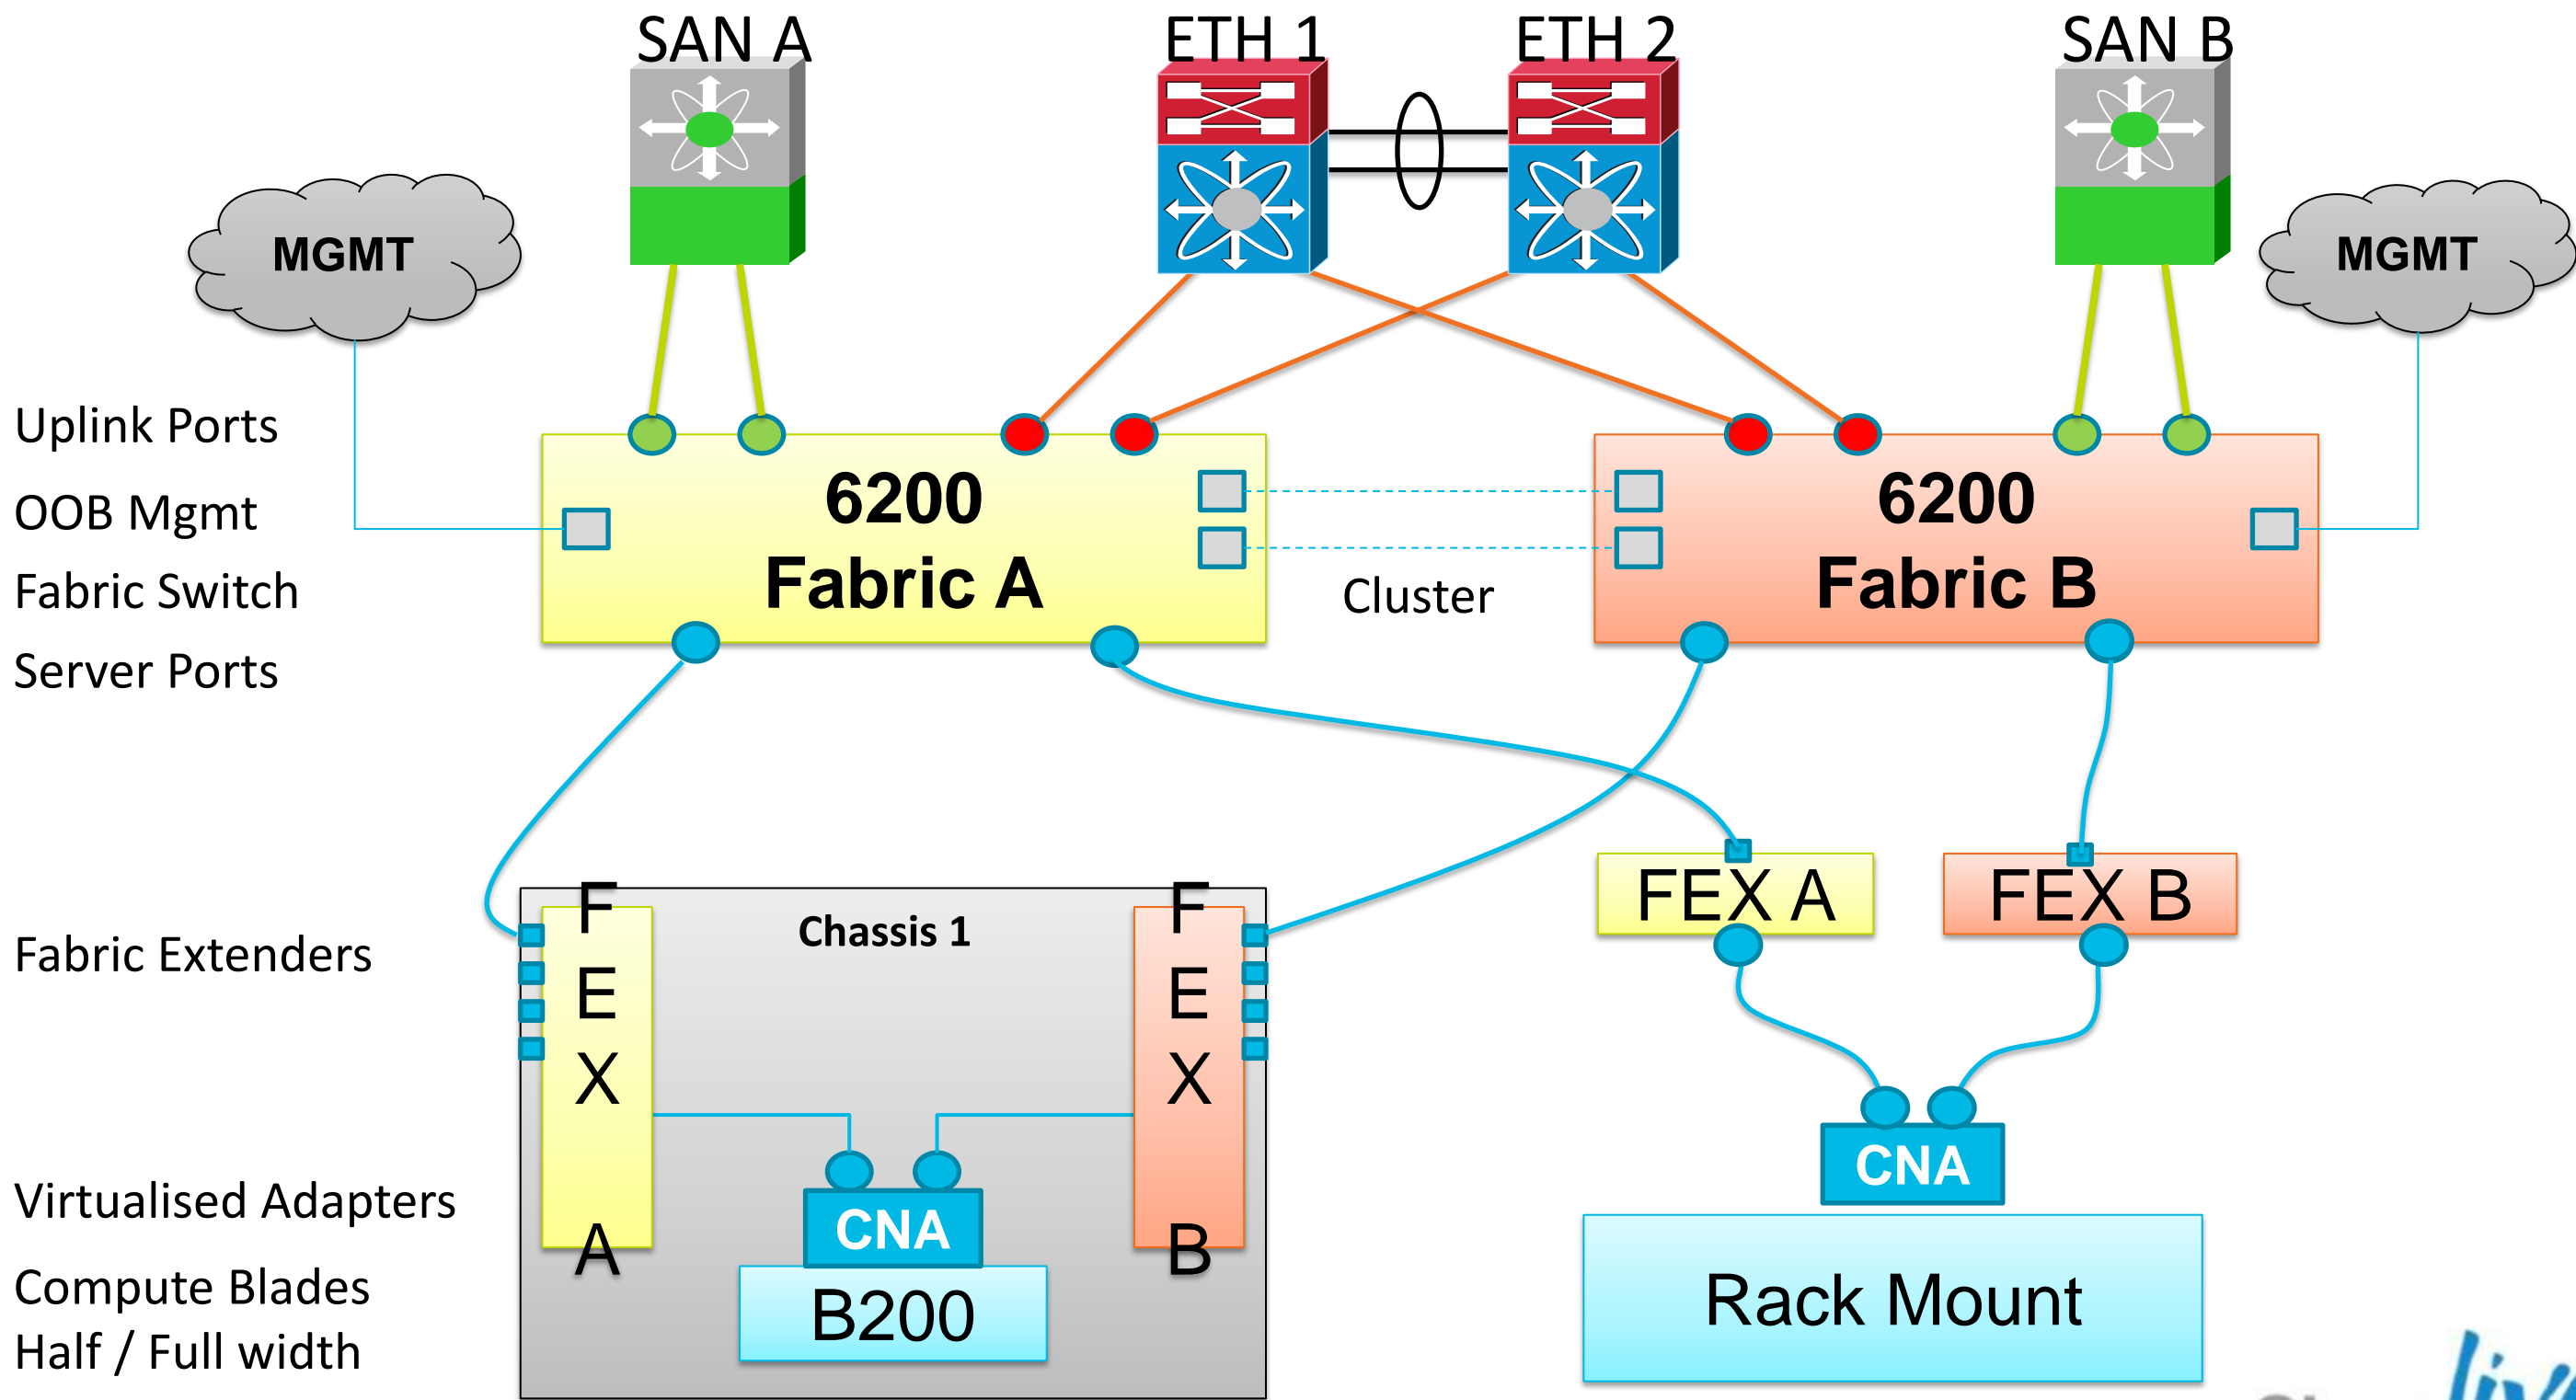 SAN A
ETH 1
ETH 2
SAN B
MGMT
MGMT
Uplink Ports
OOB Mgmt
Fabric Switch
Server Ports
6200
Fabric A
Cluster
6200
Fabric B
FEX A
FEX B
Fabric Extenders
F
E
X
A
Chassis 1
F
E
X
B
CNA
Virtualised Adapters
CNA
Compute Blades
Half / Full width
B200
Rack Mount